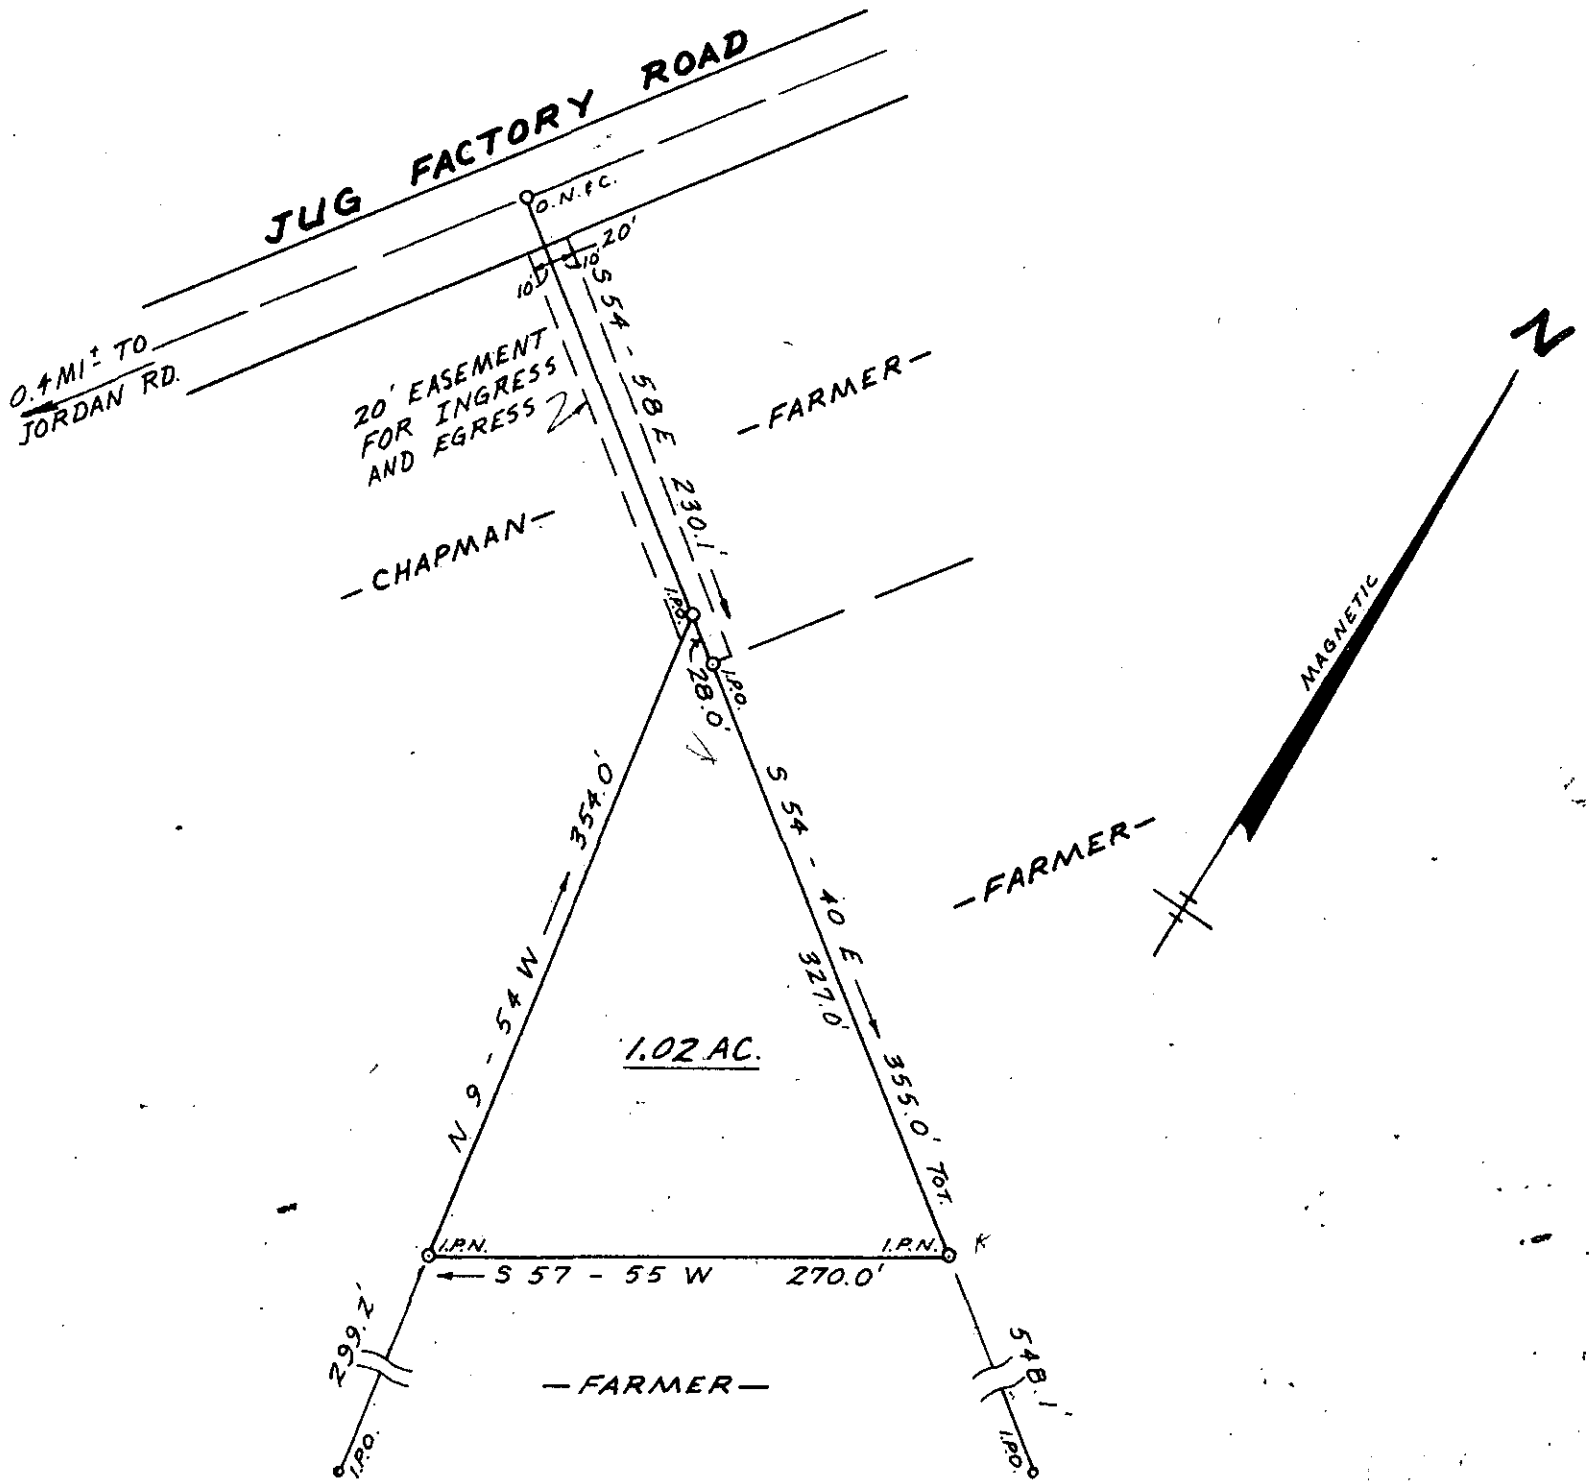 JUG FACTORY ROAD
O.N.&C.
20'
10'
10'
0.4 MI± TO
JORDAN RD.
20' EASEMENT
FOR INGRESS
AND EGRESS
S 54 - 58 E 230.1'
- FARMER -
- CHAPMAN -
N
MAGNETIC
I.P.O.
28.0'
I.P.O.
N 9 - 54 W 354.0'
S 54 - 40 E 355.0' TOT.
327.0'
- FARMER -
1.02 AC.
I.P.N.
I.P.N.
K
S 57 - 55 W 270.0'
299.2'
548.1'
- FARMER -
I.P.O.
I.P.O.